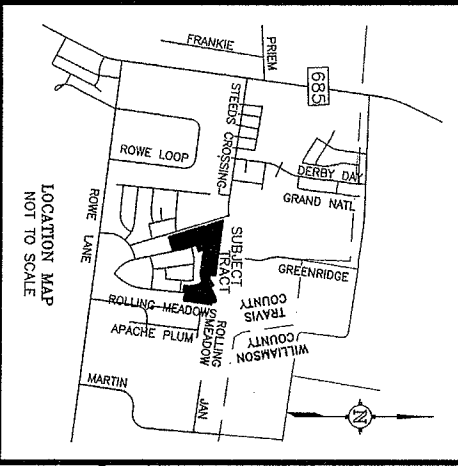 FRANKIE
PRIEM
685
STEEDS CROSSING
ROWE LOOP
DERBY DAY
GRAND NATL
ROWE LANE
SUBJECT
TRACT
GREENRIDGE
TRAVIS
COUNTY
WILLIAMSON
COUNTY
ROLLING MEADOWS
ROLLING
MEADOW
APACHE PLUM
MARTIN
JAN
N
LOCATION MAP
NOT TO SCALE